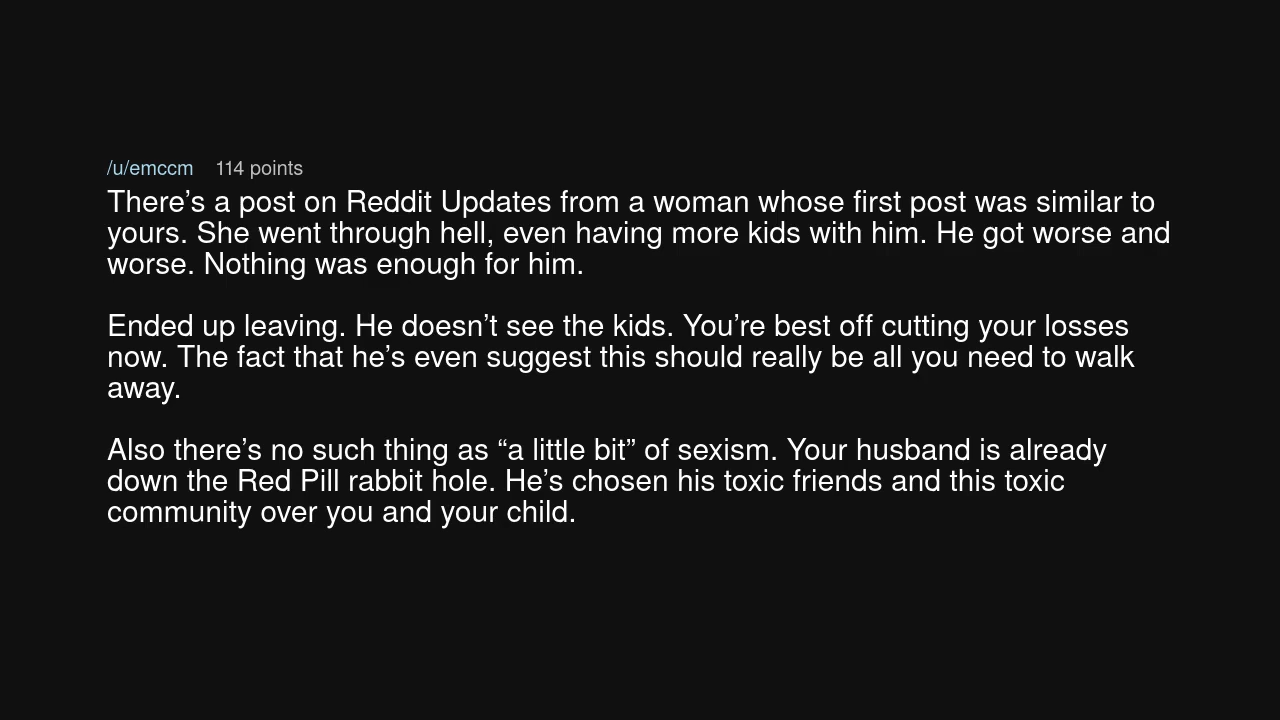 /u/emccm 114 points
There’s a post on Reddit Updates from a woman whose first post was similar to
yours. She went through hell, even having more kids with him. He got worse and
worse. Nothing was enough for him.
Ended up leaving. He doesn’t see the kids. You’re best off cutting your losses
now. The fact that he’s even suggest this should really be all you need to walk
away.
Also there’s no such thing as “a little bit” of sexism. Your husband is already
down the Red Pill rabbit hole. He’s chosen his toxic friends and this toxic
community over you and your child.